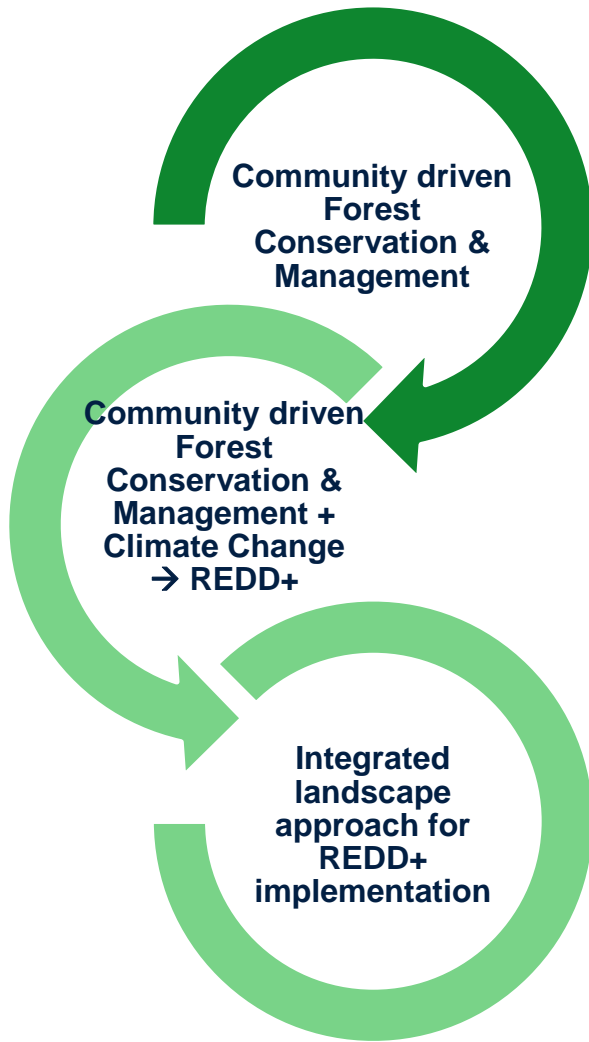 Community driven
Forest
Conservation &
Management
Community driven
Forest
Conservation &
Management +
Climate Change
→ REDD+
Integrated
landscape
approach for
REDD+
implementation